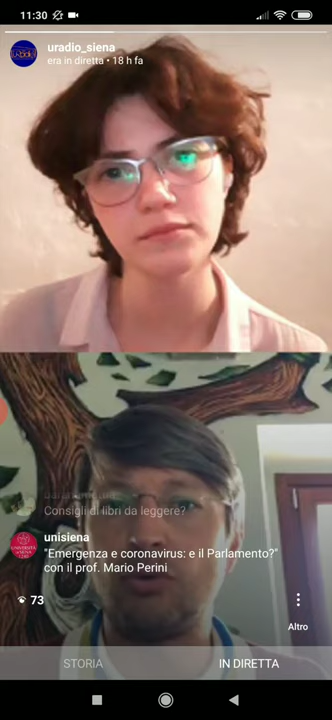 11:30
uradio_siena
era in diretta • 18 h fa
Consigli di libri da leggere?
unisiena
"Emergenza e coronavirus: e il Parlamento?"
con il prof. Mario Perini
73
Altro
STORIA
IN DIRETTA